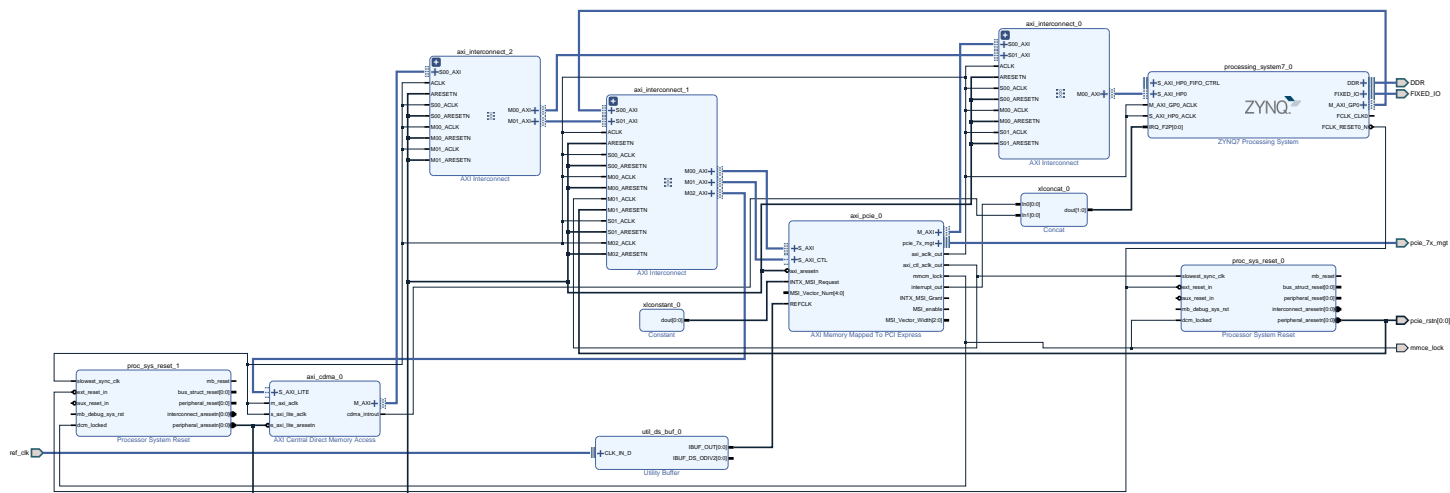 axi_interconnect_2
S00_AXI
ACLK
ARESETN
S00_ACLK
S00_ARESETN
M00_ACLK
M00_ARESETN
M01_ACLK
M01_ARESETN
M00_AXI
M01_AXI
AXI Interconnect
axi_interconnect_1
S00_AXI
S01_AXI
ACLK
ARESETN
S00_ACLK
S00_ARESETN
M00_ACLK
M00_ARESETN
M01_ACLK
M01_ARESETN
S01_ACLK
S01_ARESETN
M02_ACLK
M02_ARESETN
M00_AXI
M01_AXI
M02_AXI
AXI Interconnect
axi_interconnect_0
S00_AXI
S01_AXI
ACLK
ARESETN
S00_ACLK
S00_ARESETN
M00_ACLK
M00_ARESETN
S01_ACLK
S01_ARESETN
M00_AXI
AXI Interconnect
processing_system7_0
S_AXI_HP0_FIFO_CTRL
S_AXI_HP0
M_AXI_GP0_ACLK
S_AXI_HP0_ACLK
IRQ_F2P[0:0]
ZYNQ
DDR
FIXED_IO
M_AXI_GP0
FCLK_CLK0
FCLK_RESET0_N
ZYNQ7 Processing System
DDR
FIXED_IO
xlconcat_0
In0[0:0]
In1[0:0]
dout[1:0]
Concat
axi_pcie_0
S_AXI
S_AXI_CTL
axi_aresetn
INTX_MSI_Request
MSI_Vector_Num[4:0]
REFCLK
M_AXI
pcie_7x_mgt
axi_aclk_out
axi_ctl_aclk_out
mmcm_lock
interrupt_out
INTX_MSI_Grant
MSI_enable
MSI_Vector_Width[2:0]
AXI Memory Mapped To PCI Express
pcie_7x_mgt
proc_sys_reset_0
slowest_sync_clk
ext_reset_in
aux_reset_in
mb_debug_sys_rst
dcm_locked
mb_reset
bus_struct_reset[0:0]
peripheral_reset[0:0]
interconnect_aresetn[0:0]
peripheral_aresetn[0:0]
Processor System Reset
pcie_rstn[0:0]
mmce_lock
xlconstant_0
dout[0:0]
Constant
proc_sys_reset_1
slowest_sync_clk
ext_reset_in
aux_reset_in
mb_debug_sys_rst
dcm_locked
mb_reset
bus_struct_reset[0:0]
peripheral_reset[0:0]
interconnect_aresetn[0:0]
peripheral_aresetn[0:0]
Processor System Reset
axi_cdma_0
S_AXI_LITE
m_axi_aclk
s_axi_lite_aclk
s_axi_lite_aresetn
M_AXI
cdma_introut
AXI Central Direct Memory Access
util_ds_buf_0
CLK_IN_D
IBUF_OUT[0:0]
IBUF_DS_ODIV2[0:0]
Utility Buffer
ref_clk